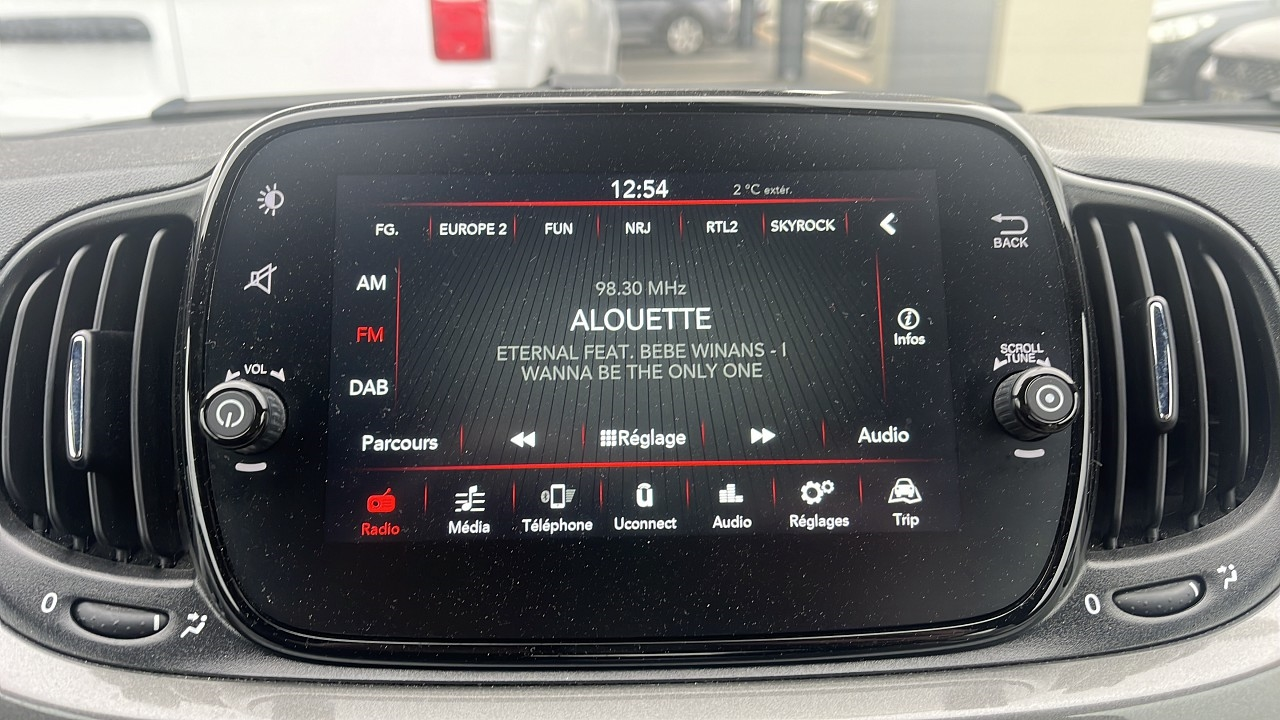 12:54
2 °C extér.
FG. EUROPE 2 FUN NRJ RTL2 SKYROCK
BACK
AM
98.30 MHz
ALOUETTE
FM
Infos
ETERNAL FEAT. BEBE WINANS - I
WANNA BE THE ONLY ONE
SCROLL
TUNE
VOL
DAB
Parcours
Réglage
Audio
Radio Média Téléphone Uconnect Audio Réglages Trip
0
0